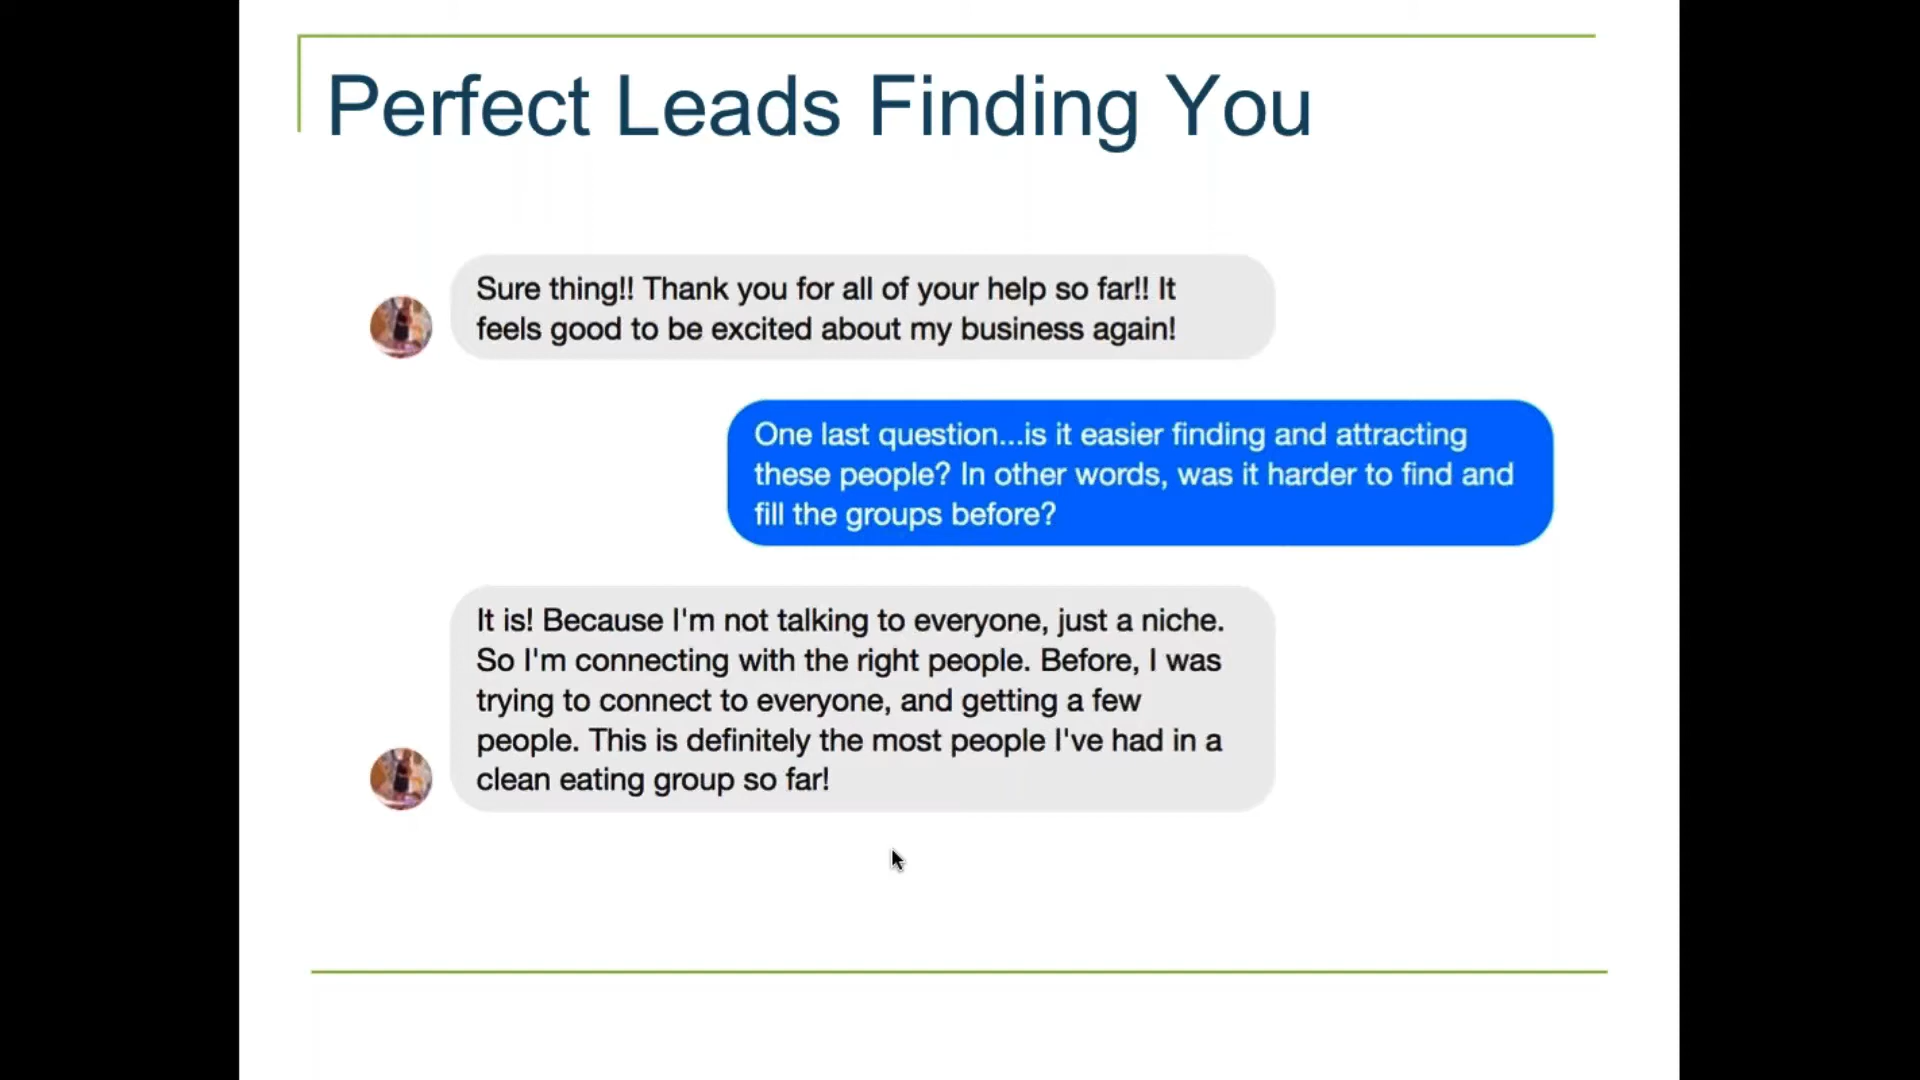 Perfect Leads Finding You
Sure thing!! Thank you for all of your help so far!! It
feels good to be excited about my business again!
One last question...is it easier finding and attracting
these people? In other words, was it harder to find and
fill the groups before?
It is! Because I'm not talking to everyone, just a niche.
So I'm connecting with the right people. Before, I was
trying to connect to everyone, and getting a few
people. This is definitely the most people I've had in a
clean eating group so far!